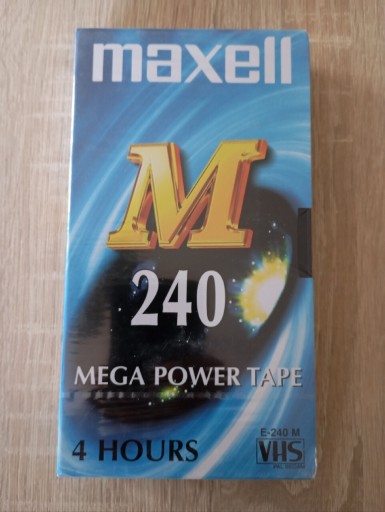 maxell
M
240
MEGA POWER TAPE
4 HOURS
E-240 M
VHS